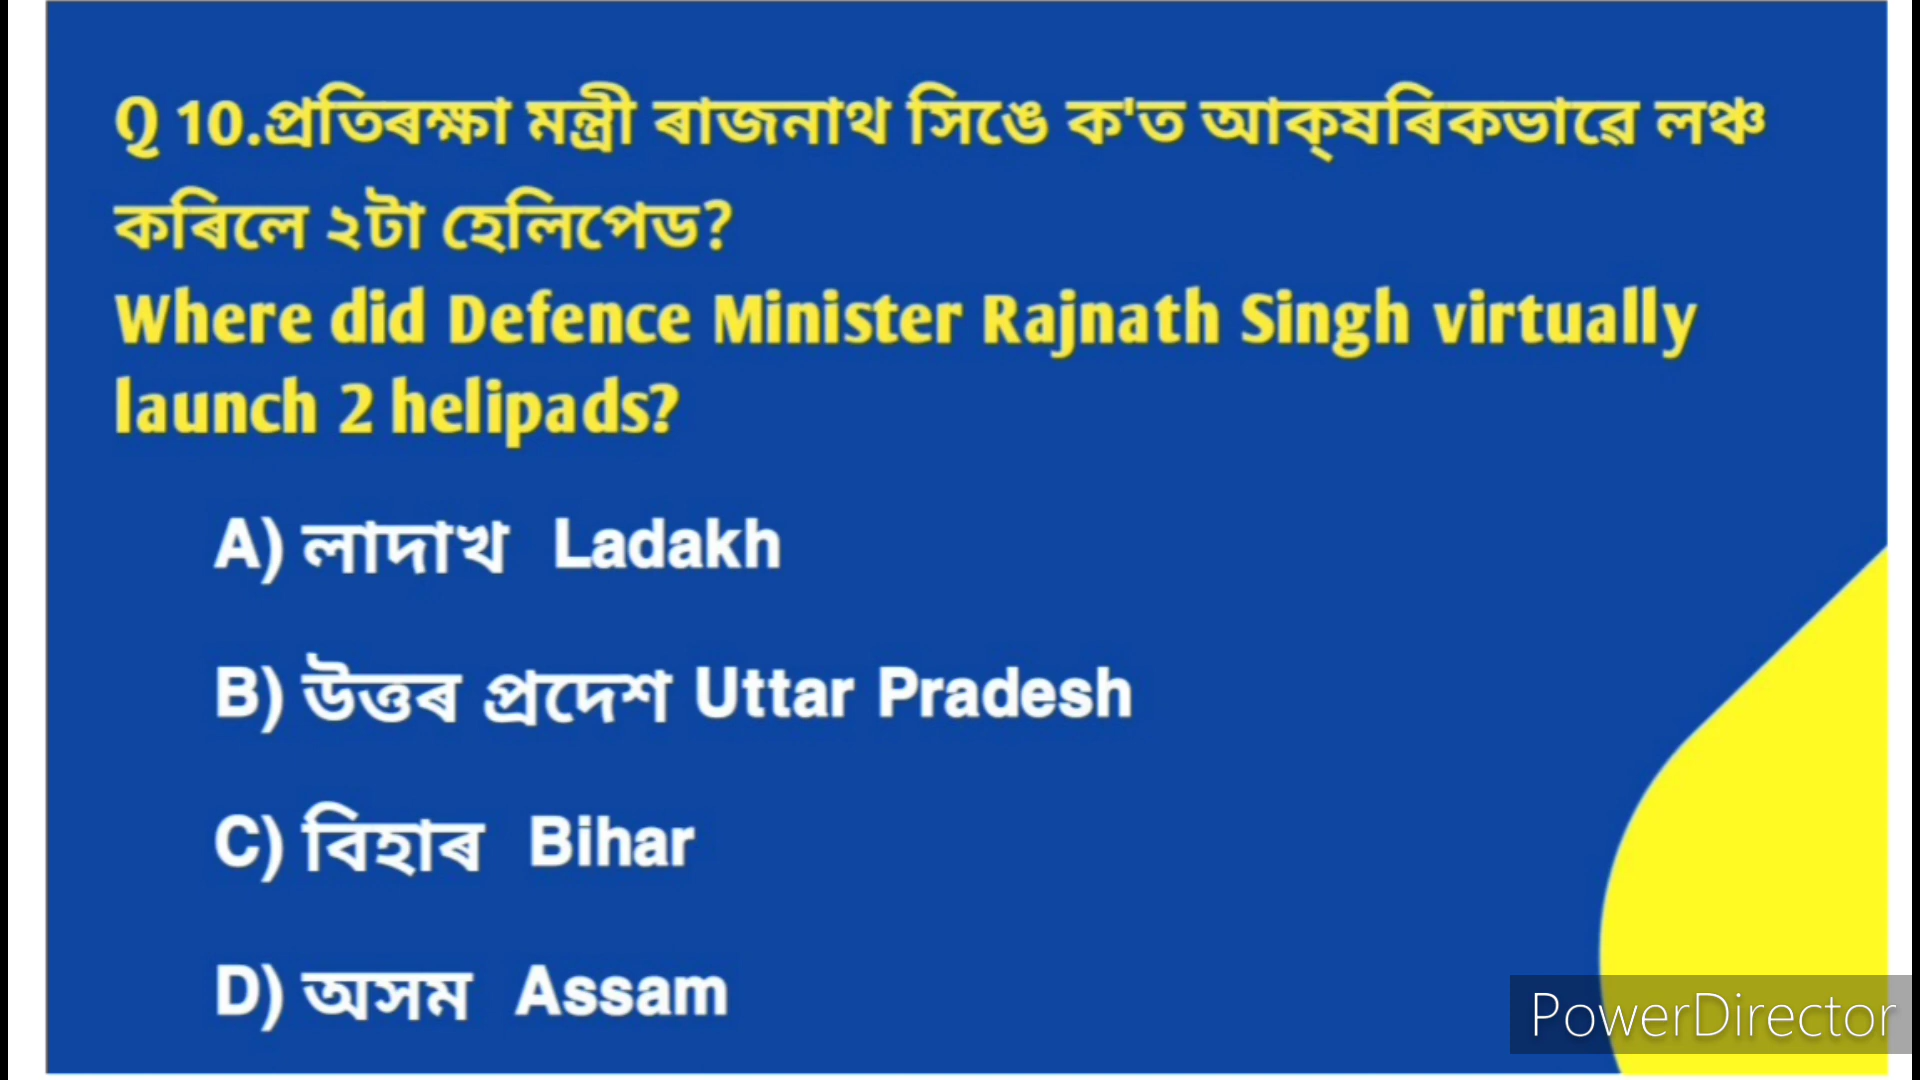 Q 10.প্ৰতিৰক্ষা মন্ত্ৰী ৰাজনাথ সিঙে ক'ত আক্ষৰিকভাৱে লঞ্চ
কৰিলে ২টা হেলিপেড?
Where did Defence Minister Rajnath Singh virtually
launch 2 helipads?
A) লাদাখ Ladakh
B) উত্তৰ প্ৰদেশ Uttar Pradesh
C) বিহাৰ Bihar
D) অসম Assam
PowerDirector